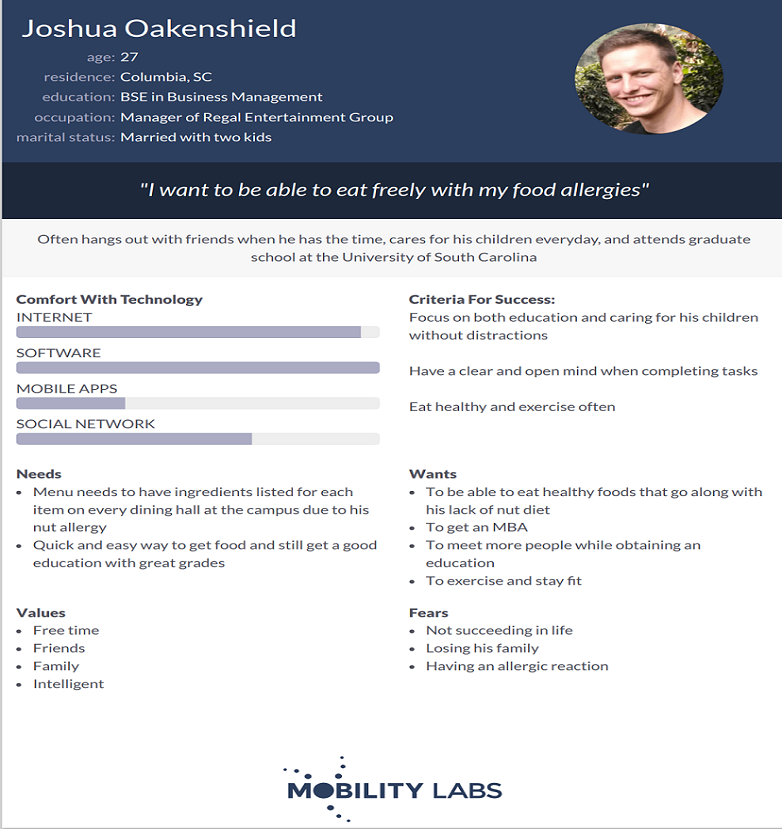 Joshua Oakenshield
age: 27
residence: Columbia, SC
education: BSE in Business Management
occupation: Manager of Regal Entertainment Group
marital status: Married with two kids
"I want to be able to eat freely with my food allergies"
Often hangs out with friends when he has the time, cares for his children everyday, and attends graduate
school at the University of South Carolina
Comfort With Technology
INTERNET
SOFTWARE
MOBILE APPS
SOCIAL NETWORK
Criteria For Success:
Focus on both education and caring for his children
without distractions
Have a clear and open mind when completing tasks
Eat healthy and exercise often
Needs
• Menu needs to have ingredients listed for each
item on every dining hall at the campus due to his
nut allergy
• Quick and easy way to get food and still get a good
education with great grades
Wants
• To be able to eat healthy foods that go along with
his lack of nut diet
• To get an MBA
• To meet more people while obtaining an
education
• To exercise and stay fit
Values
• Free time
• Friends
• Family
• Intelligent
Fears
• Not succeeding in life
• Losing his family
• Having an allergic reaction
MOBILITY LABS